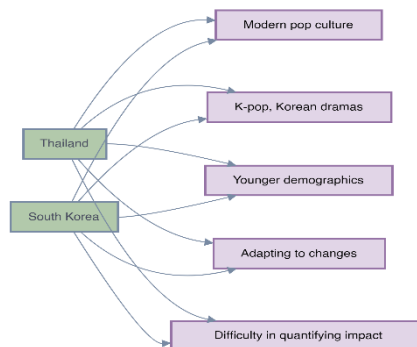 Modern pop culture
K-pop, Korean dramas
Thailand
Younger demographics
South Korea
Adapting to changes
Difficulty in quantifying impact